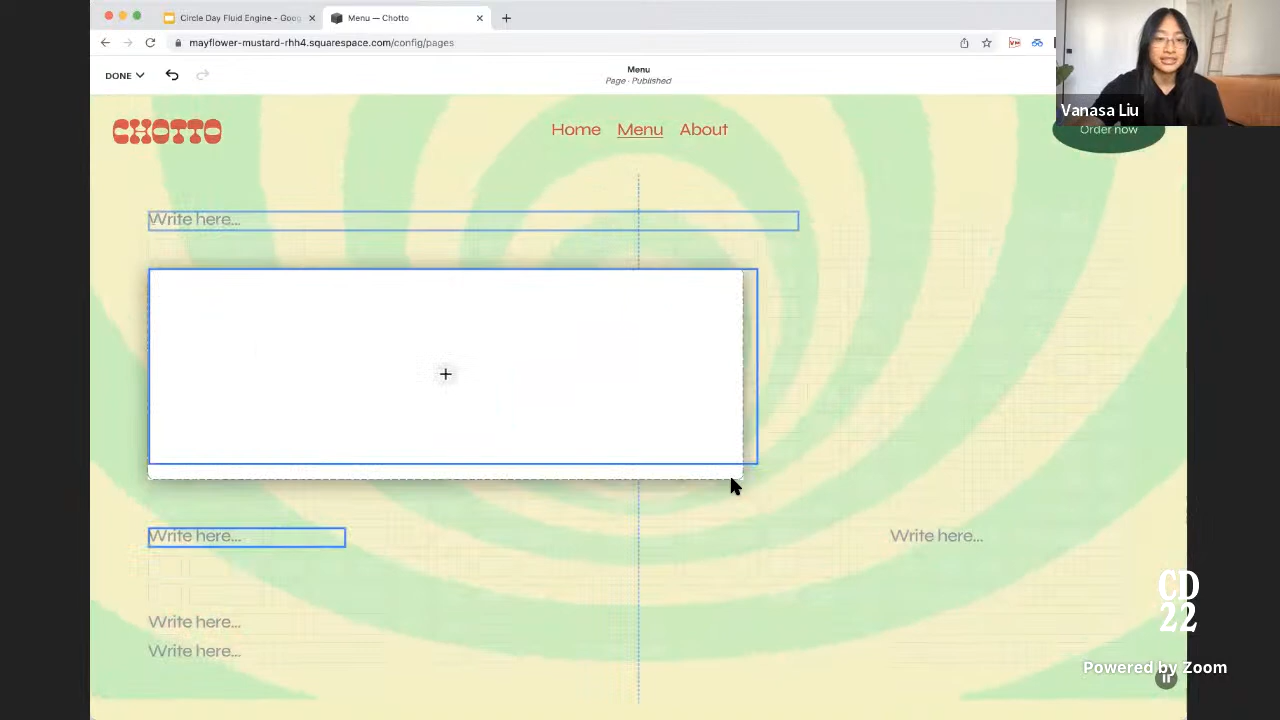 Circle Day Fluid Engine - Goog
Menu — Chotto
mayflower-mustard-rhh4.squarespace.com/config/pages
DONE
Menu
Page · Published
Vanasa Liu
CHOTTO
Home Menu About
Order now
Write here...
Write here...
Write here...
Write here...
Write here...
CD
22
Powered by Zoom